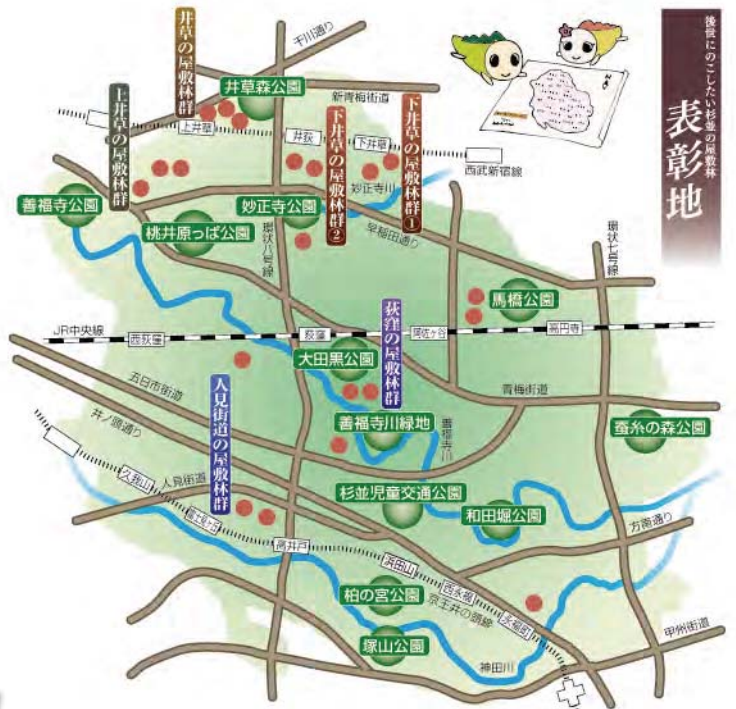 後世にのこしたい杉並の屋敷林
表彰地
千川通り
井草の屋敷林群
井草森公園
新青梅街道
上井草の屋敷林群
上井草
井荻
下井草
西武新宿線
下井草の屋敷林群①
下井草の屋敷林群②
妙正寺川
善福寺公園
桃井原っぱ公園
妙正寺公園
環状八号線
早稲田通り
環状七号線
馬橋公園
JR中央線
西荻窪
荻窪
阿佐ヶ谷
高円寺
荻窪の屋敷林群
大田黒公園
青梅街道
五日市街道
井ノ頭通り
人見街道の屋敷林群
善福寺川緑地
善福寺川
蚕糸の森公園
久我山
人見街道
富士見ヶ丘
杉並児童交通公園
和田堀公園
方南通り
高井戸
浜田山
西永福
永福町
京王井の頭線
柏の宮公園
塚山公園
神田川
甲州街道